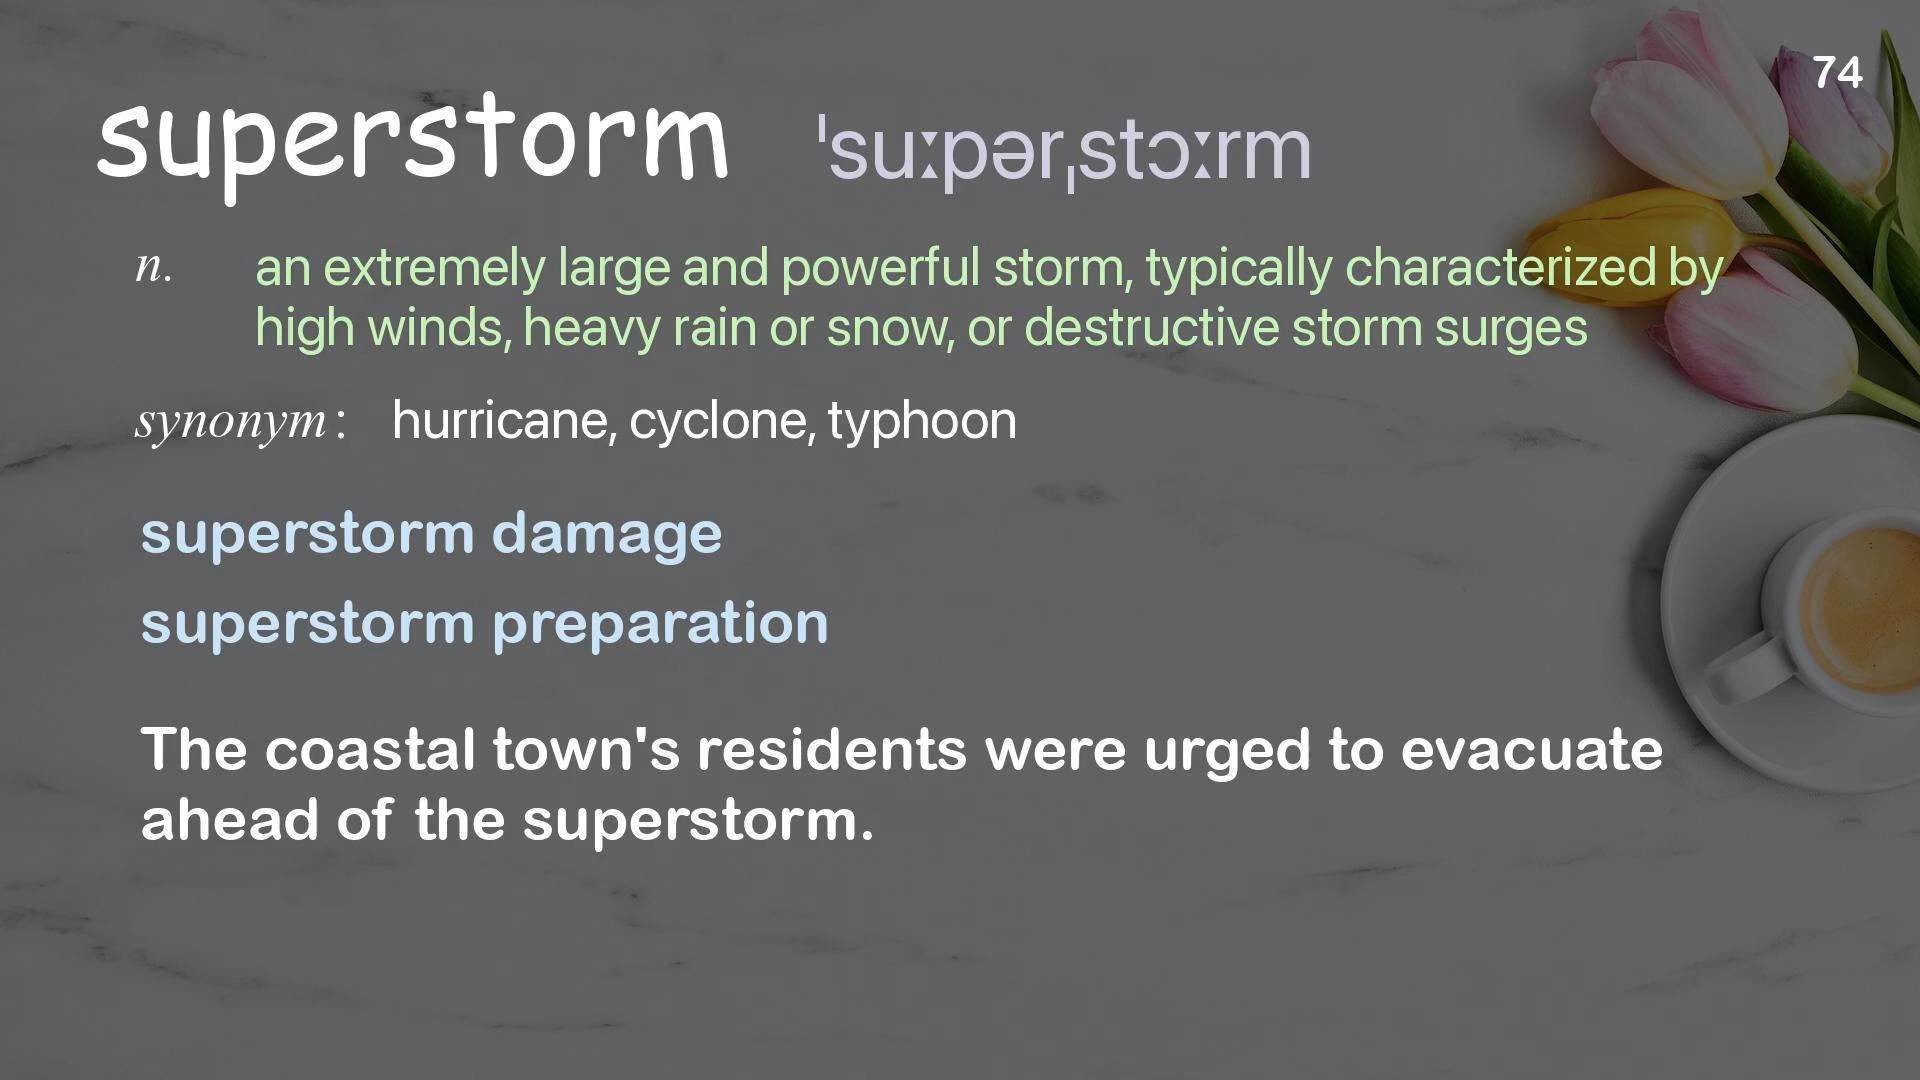 74
superstorm ˈsuːpərˌstɔːrm
n. an extremely large and powerful storm, typically characterized by
high winds, heavy rain or snow, or destructive storm surges
synonym: hurricane, cyclone, typhoon
superstorm damage
superstorm preparation
The coastal town's residents were urged to evacuate
ahead of the superstorm.